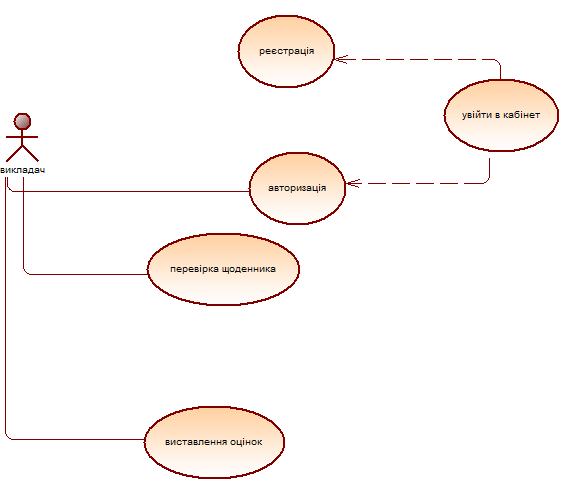 реєстрація
увійти в кабінет
викладач
авторизація
перевірка щоденника
виставлення оцінок